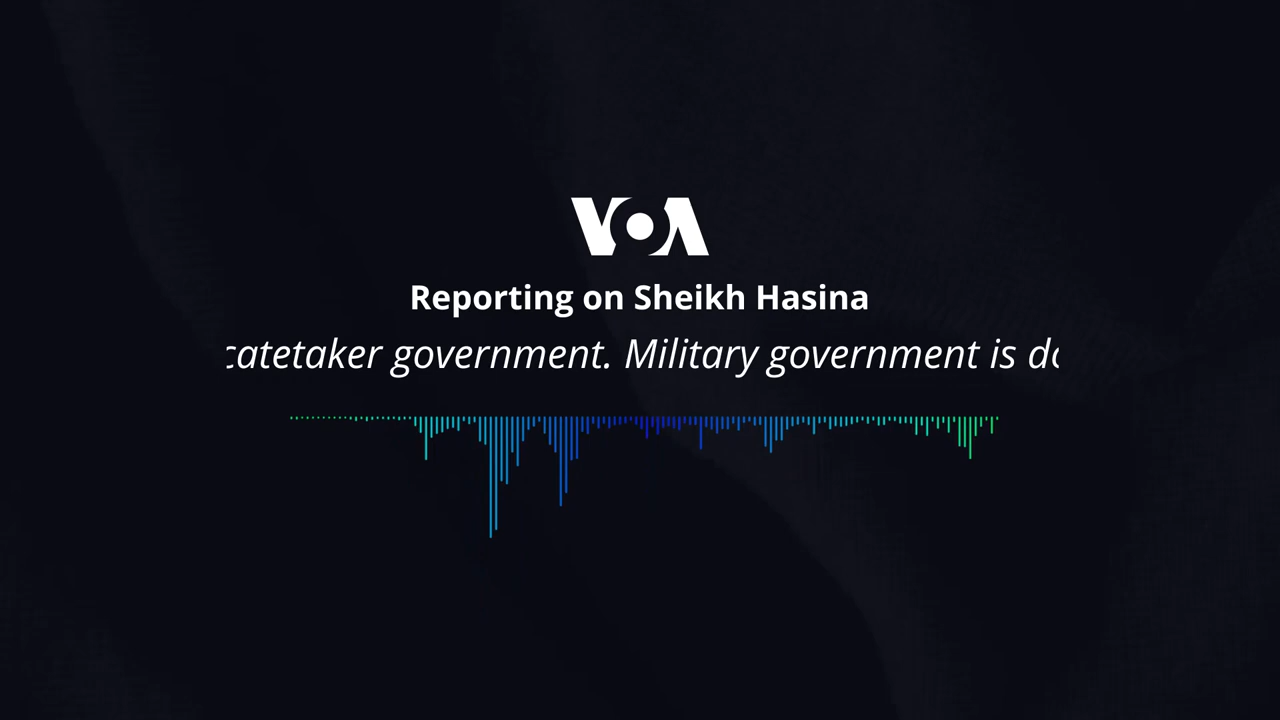 VOA
Reporting on Sheikh Hasina
catetaker government. Military government is